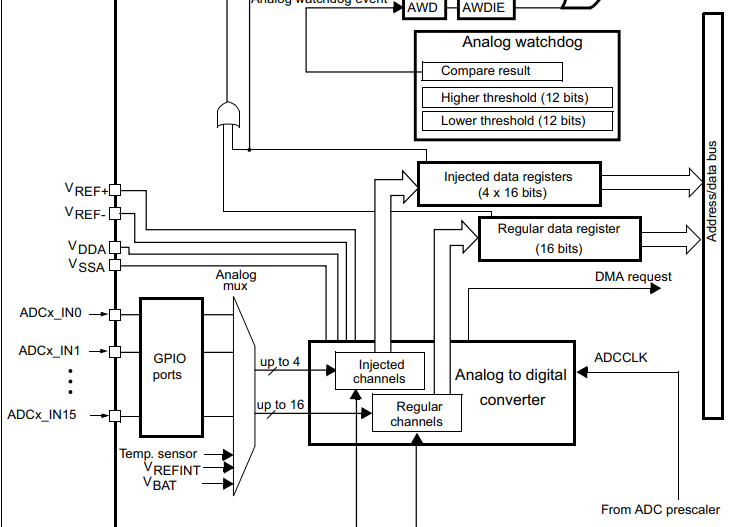 Analog watchdog event
AWD
AWDIE
Analog watchdog
Compare result
Higher threshold (12 bits)
Lower threshold (12 bits)
Address/data bus
Injected data registers
(4 x 16 bits)
VREF+
VREF-
VDDA
VSSA
Regular data register
(16 bits)
DMA request
Analog
mux
ADCx_IN0
ADCx_IN1
ADCx_IN15
GPIO
ports
up to 4
up to 16
Injected
channels
Regular
channels
Analog to digital
converter
ADCCLK
Temp. sensor
VREFINT
VBAT
From ADC prescaler